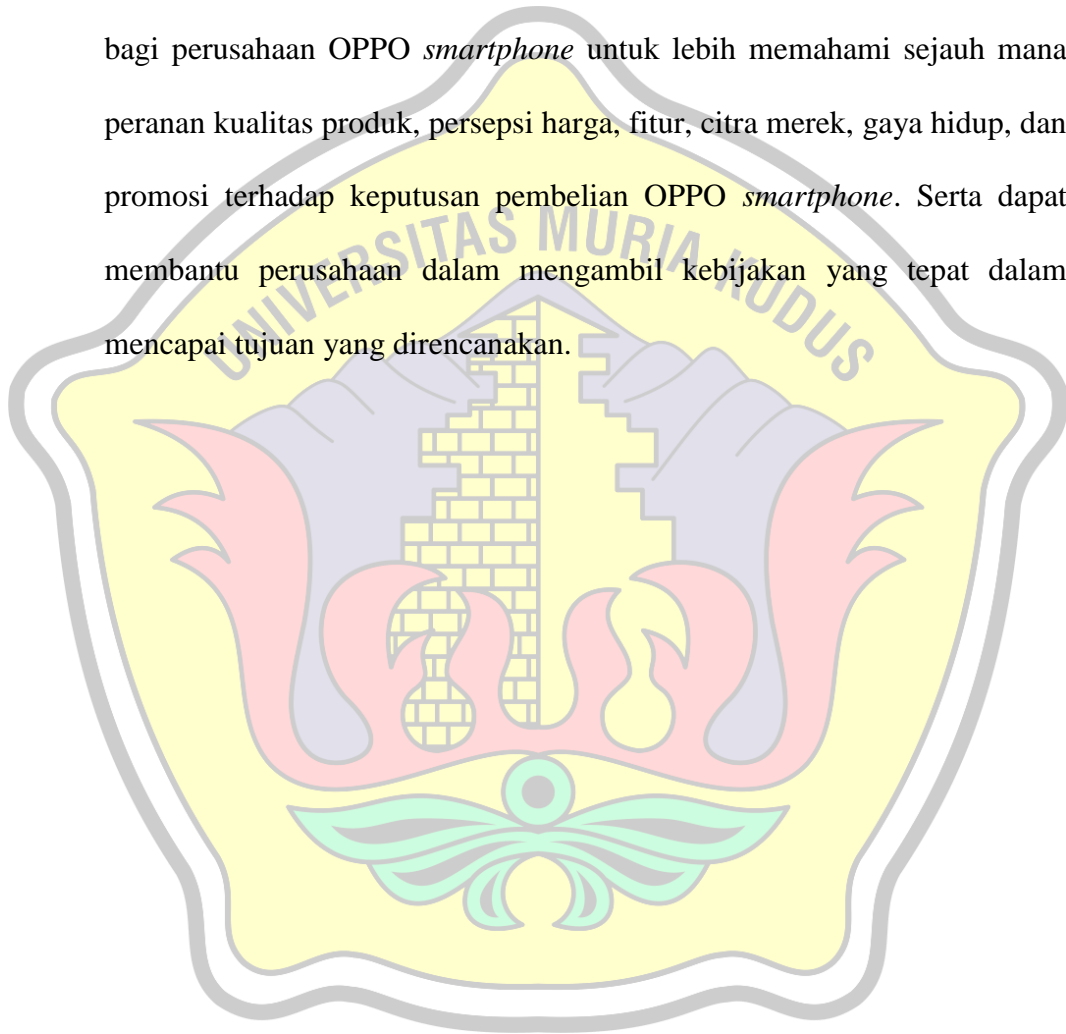 bagi perusahaan OPPO smartphone untuk lebih memahami sejauh mana
peranan kualitas produk, persepsi harga, fitur, citra merek, gaya hidup, dan
promosi terhadap keputusan pembelian OPPO smartphone. Serta dapat
membantu perusahaan dalam mengambil kebijakan yang tepat dalam
mencapai tujuan yang direncanakan.
UNIVERSITAS MURIA KUDUS